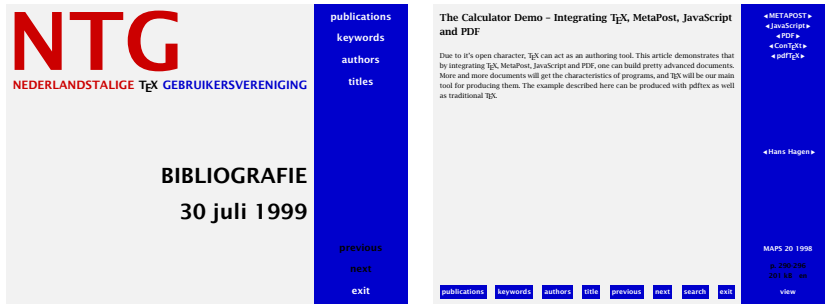 NTG
NEDERLANDSTALIGE TEX GEBRUIKERSVERENIGING
BIBLIOGRAFIE
30 juli 1999
publications
keywords
authors
titles
previous
next
exit
The Calculator Demo – Integrating TEX, MetaPost, JavaScript
and PDF
Due to it's open character, TEX can act as an authoring tool. This article demonstrates that
by integrating TEX, MetaPost, JavaScript and PDF, one can build pretty advanced documents.
More and more documents will get the characteristics of programs, and TEX will be our main
tool for producing them. The example described here can be produced with pdftex as well
as traditional TEX.
publications keywords authors title previous next search exit
◀ METAPOST ▶
◀ JavaScript ▶
◀ PDF ▶
◀ ConTEXt ▶
◀ pdfTEX ▶
◀ Hans Hagen ▶
MAPS 20 1998
view